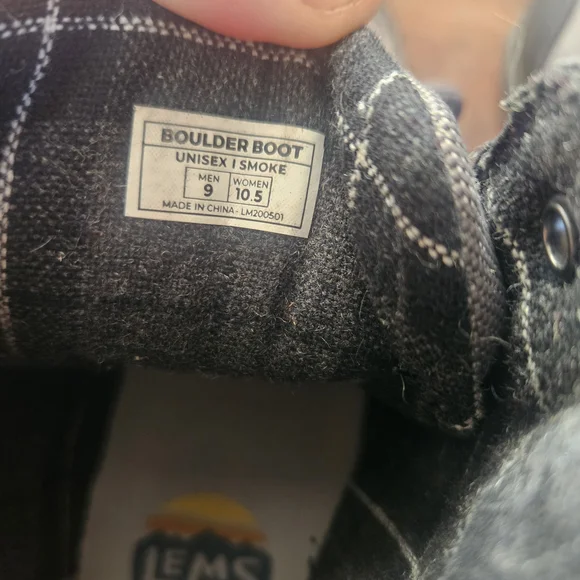 BOULDER BOOT
UNISEX | SMOKE
MEN WOMEN
9 10.5
MADE IN CHINA - LM200501
LEMS